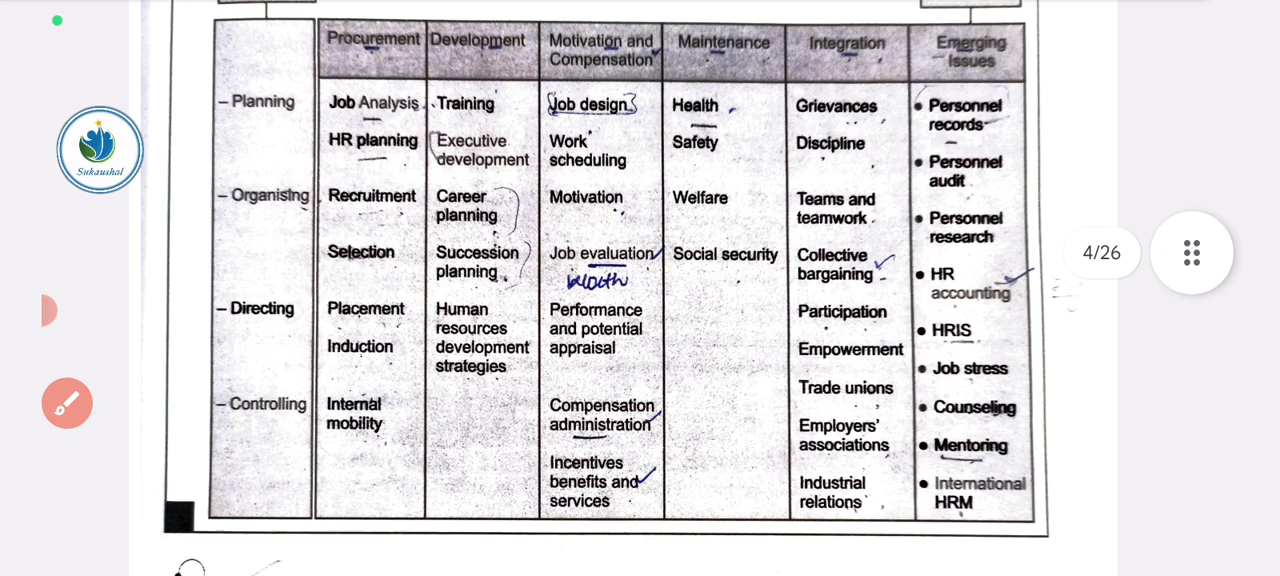 Procurement
Development
Motivation and
Compensation
Maintenance
Integration
Emerging
Issues
– Planning
– Organising
– Directing
– Controlling
Job Analysis
HR planning
Recruitment
Selection
Placement
Induction
Internal
mobility
Training
Executive
development
Career
planning
Succession
planning
Human
resources
development
strategies
Job design
Work
scheduling
Motivation
Job evaluation
Performance
and potential
appraisal
Compensation
administration
Incentives
benefits and
services
Health
Safety
Welfare
Social security
Grievances
Discipline
Teams and
teamwork
Collective
bargaining
Participation
Empowerment
Trade unions
Employers'
associations
Industrial
relations
• Personnel
records
• Personnel
audit
• Personnel
research
• HR
accounting
• HRIS
• Job stress
• Counseling
• Mentoring
• International
HRM
Sukaushal
4/26